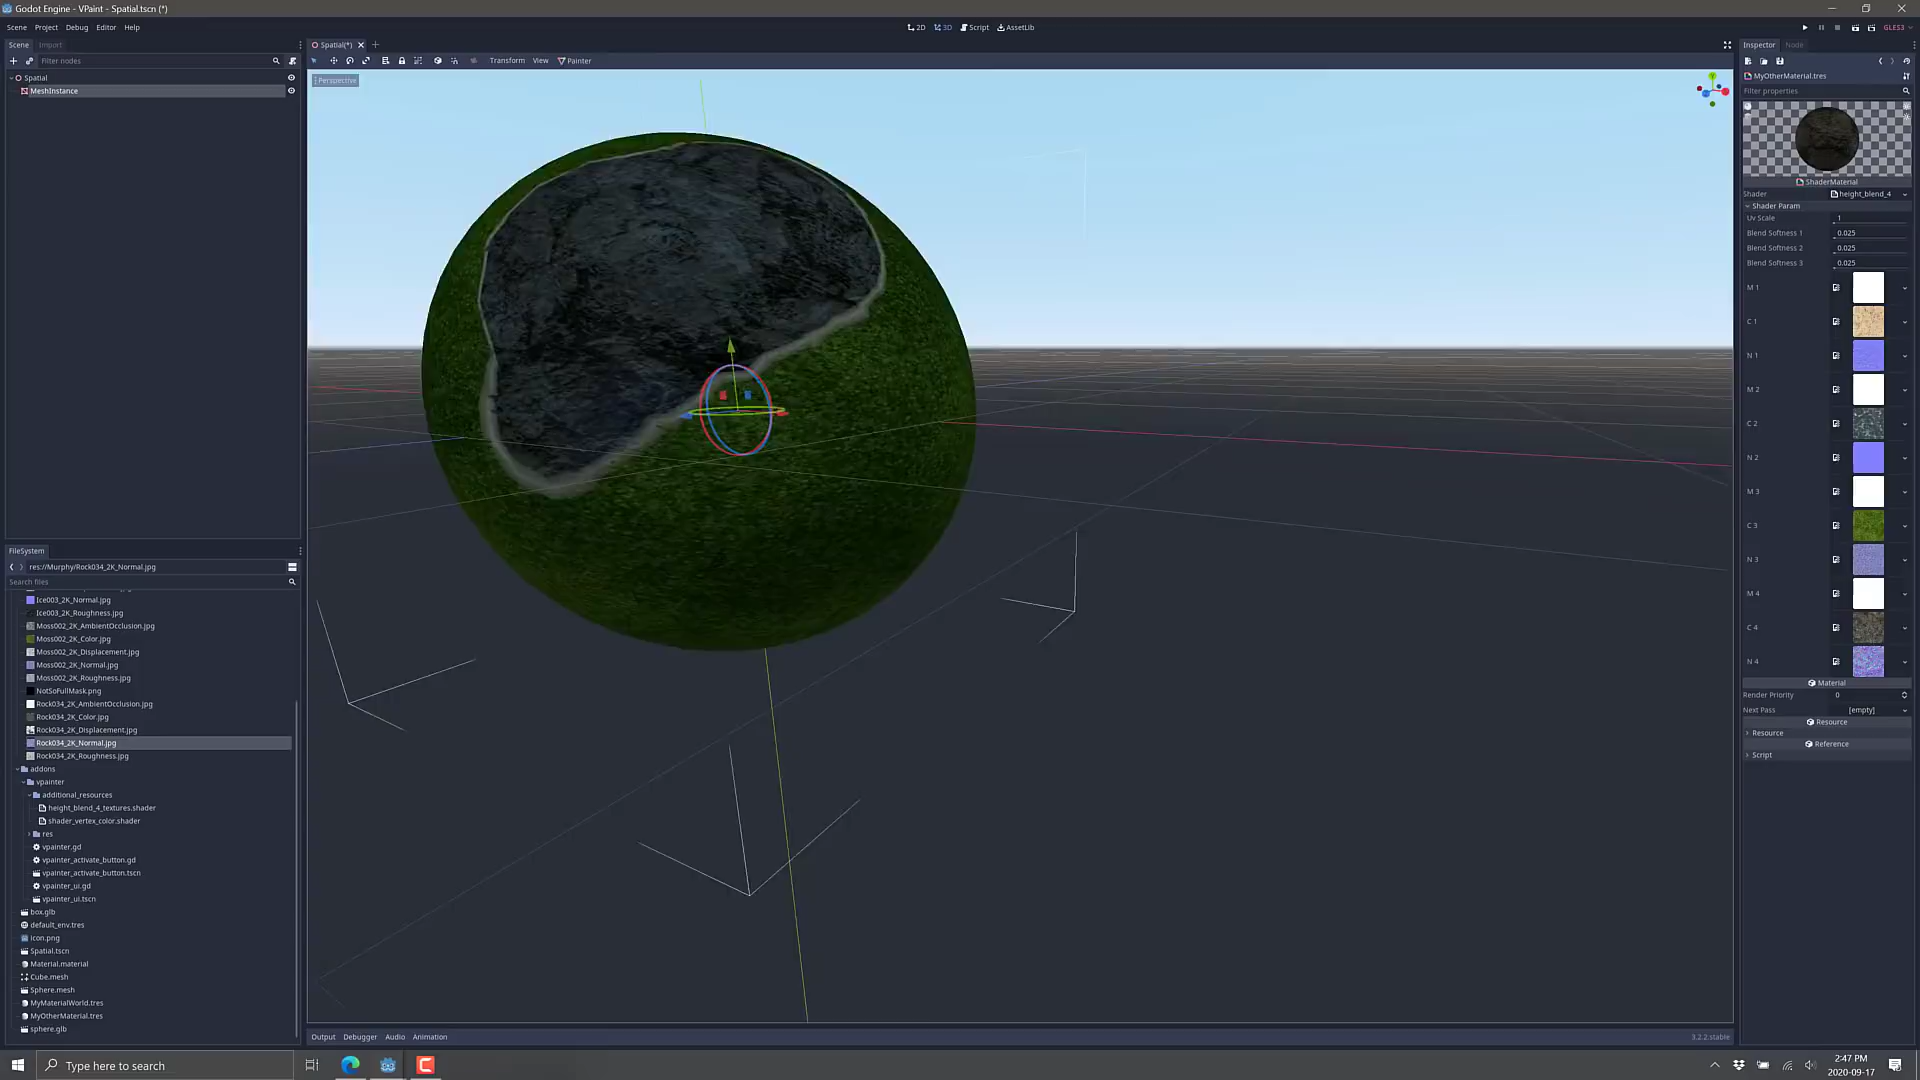 Godot Engine - VPaint - Spatial.tscn (*)
Scene Project Debug Editor Help
2D 3D Script AssetLib
GLES3
Scene Import
Filter nodes
Spatial
MeshInstance
Spatial(*)
Transform View Painter
Perspective
FileSystem
res://Murphy/Rock034_2K_Normal.jpg
Search files
Ice003_2K_Normal.jpg
Ice003_2K_Roughness.jpg
Moss002_2K_AmbientOcclusion.jpg
Moss002_2K_Color.jpg
Moss002_2K_Displacement.jpg
Moss002_2K_Normal.jpg
Moss002_2K_Roughness.jpg
NotSoFullMask.png
Rock034_2K_AmbientOcclusion.jpg
Rock034_2K_Color.jpg
Rock034_2K_Displacement.jpg
Rock034_2K_Normal.jpg
Rock034_2K_Roughness.jpg
addons
vpainter
additional_resources
height_blend_4_textures.shader
shader_vertex_color.shader
res
vpainter.gd
vpainter_activate_button.gd
vpainter_activate_button.tscn
vpainter_ui.gd
vpainter_ui.tscn
box.glb
default_env.tres
icon.png
Spatial.tscn
Material.material
Cube.mesh
Sphere.mesh
MyMaterialWorld.tres
MyOtherMaterial.tres
sphere.glb
Output Debugger Audio Animation
3.2.2.stable
Inspector Node
MyOtherMaterial.tres
Filter properties
ShaderMaterial
Shader height_blend_4
Shader Param
Uv Scale 1
Blend Softness 1 0.025
Blend Softness 2 0.025
Blend Softness 3 0.025
M 1
C 1
N 1
M 2
C 2
N 2
M 3
C 3
N 3
M 4
C 4
N 4
Material
Render Priority 0
Next Pass [empty]
Resource
Resource
Reference
Script
Type here to search
2:47 PM
2020-09-17